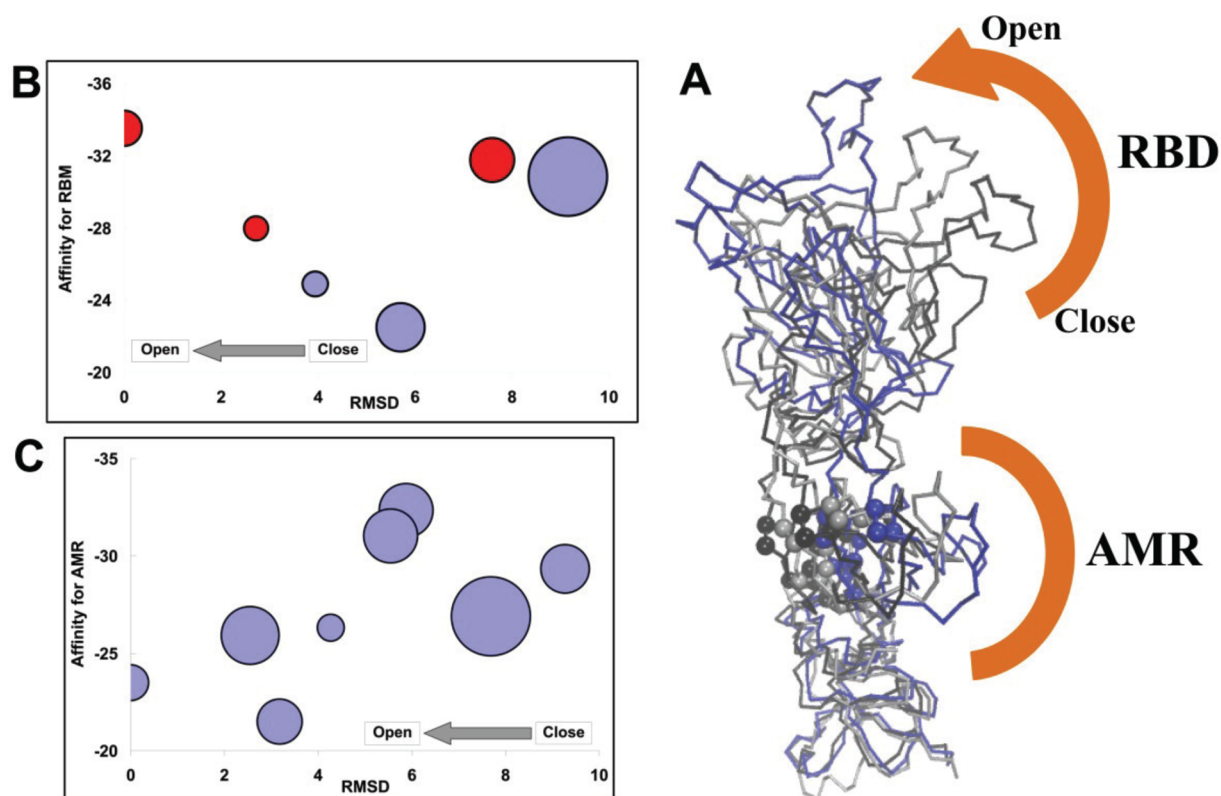 B
Affinity for RBM
-36
-32
-28
-24
-20
Open
Close
0 2 4 6 8 10
RMSD
C
Affinity for AMR
-35
-30
-25
-20
Open
Close
0 2 4 6 8 10
RMSD
A
Open
RBD
Close
AMR